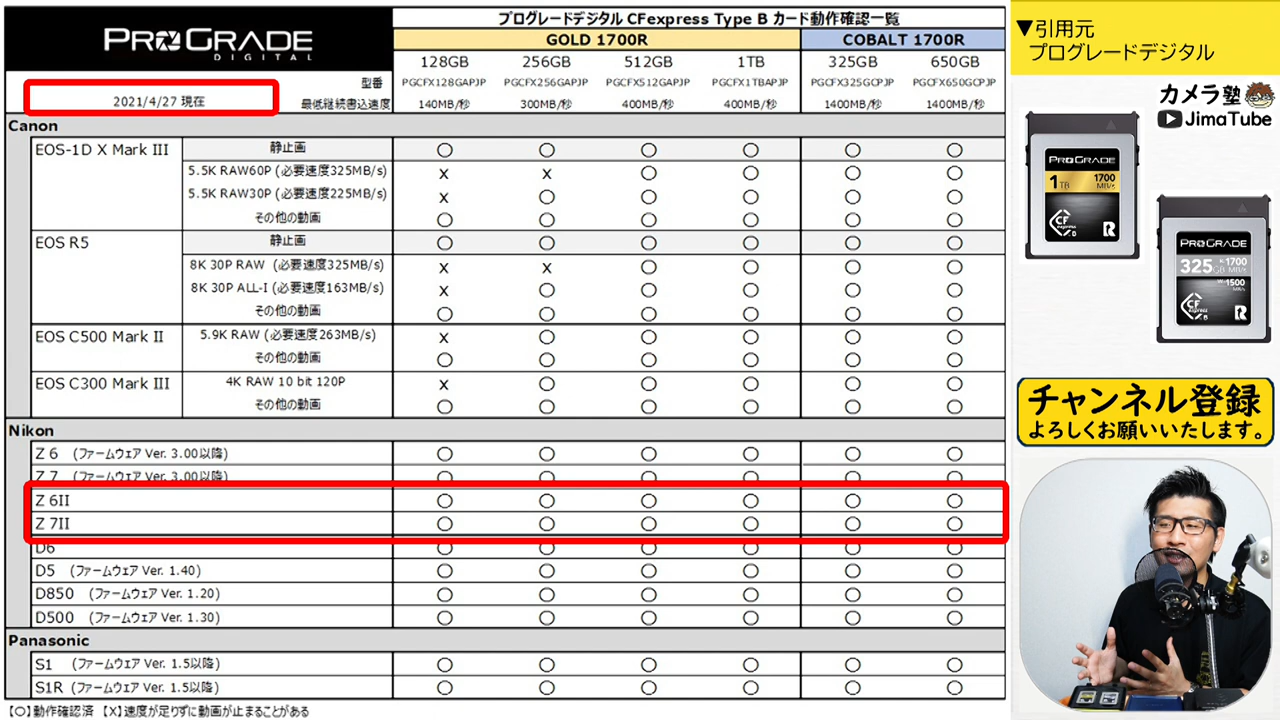 PROGRADE
DIGITAL
プログレードデジタル CFexpress Type B カード動作確認一覧
GOLD 1700R COBALT 1700R
128GB 256GB 512GB 1TB 325GB 650GB
型番 PGCFX128GAPJP PGCFX256GAPJP PGCFX512GAPJP PGCFX1TBAPJP PGCFX325GCPJP PGCFX650GCPJP
2021/4/27 現在 最低継続書込速度 140MB/秒 300MB/秒 400MB/秒 400MB/秒 1400MB/秒 1400MB/秒
Canon
EOS-1D X Mark III 静止画 ○ ○ ○ ○ ○ ○
5.5K RAW60P (必要速度325MB/s) x x ○ ○ ○ ○
5.5K RAW30P (必要速度225MB/s) x ○ ○ ○ ○ ○
その他の動画 ○ ○ ○ ○ ○ ○
EOS R5 静止画 ○ ○ ○ ○ ○ ○
8K 30P RAW (必要速度325MB/s) x x ○ ○ ○ ○
8K 30P ALL-I (必要速度163MB/s) x ○ ○ ○ ○ ○
その他の動画 ○ ○ ○ ○ ○ ○
EOS C500 Mark II 5.9K RAW (必要速度263MB/s) x ○ ○ ○ ○ ○
その他の動画 ○ ○ ○ ○ ○ ○
EOS C300 Mark III 4K RAW 10 bit 120P x ○ ○ ○ ○ ○
その他の動画 ○ ○ ○ ○ ○ ○
Nikon
Z 6 (ファームウェア Ver. 3.00以降) ○ ○ ○ ○ ○ ○
Z 7 (ファームウェア Ver. 3.00以降) ○ ○ ○ ○ ○ ○
Z 6II ○ ○ ○ ○ ○ ○
Z 7II ○ ○ ○ ○ ○ ○
D6 ○ ○ ○ ○ ○ ○
D5 (ファームウェア Ver. 1.40) ○ ○ ○ ○ ○ ○
D850 (ファームウェア Ver. 1.20) ○ ○ ○ ○ ○ ○
D500 (ファームウェア Ver. 1.30) ○ ○ ○ ○ ○ ○
Panasonic
S1 (ファームウェア Ver. 1.5以降) ○ ○ ○ ○ ○ ○
S1R (ファームウェア Ver. 1.5以降) ○ ○ ○ ○ ○ ○
【○】動作確認済 【X】速度が足りずに動画が止まることがある
▼引用元
プログレードデジタル
カメラ塾
JimaTube
PROGRADE
1TB 1700 MB/s
CF express B
R
PROGRADE
325GB R 1700 MB/s
W 1500 MB/s
CF express B
R
チャンネル登録
よろしくお願いいたします。